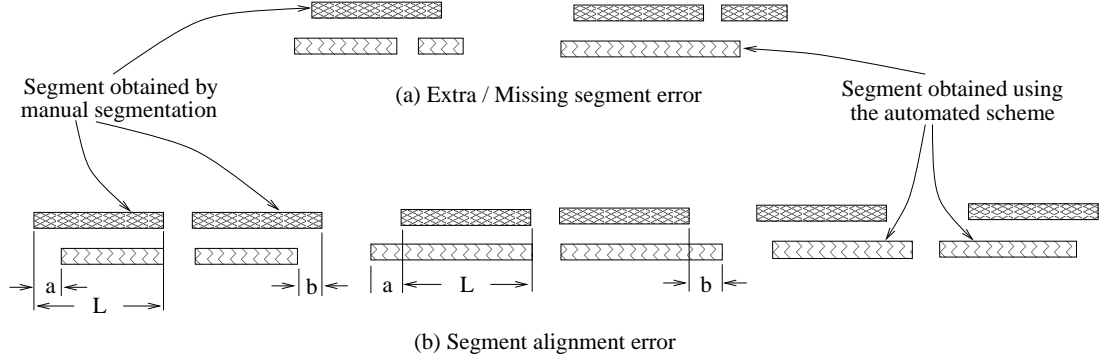 Segment obtained by
manual segmentation
(a) Extra / Missing segment error
Segment obtained using
the automated scheme
a
L
b
a
L
b
(b) Segment alignment error